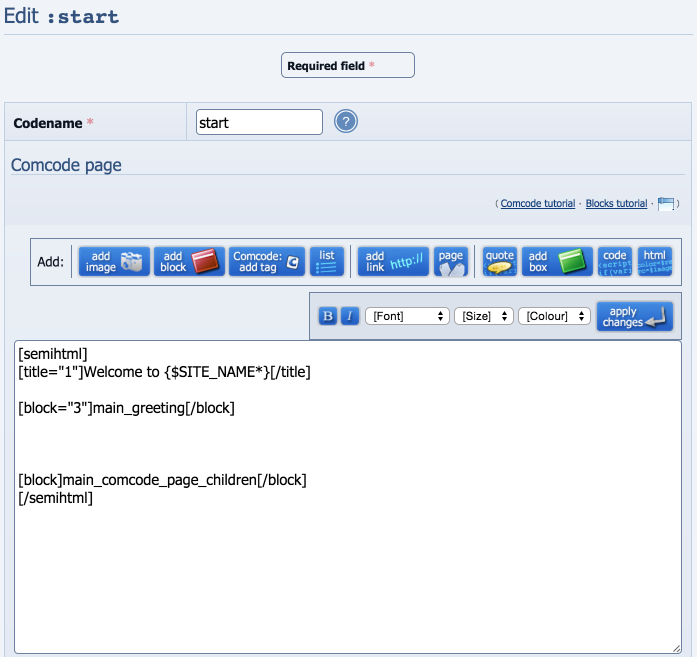 Edit :start
Required field *
Codename * start ?
Comcode page
( Comcode tutorial · Blocks tutorial · )
Add: add image add block Comcode: add tag list add link http:// page quote add box code html
B I [Font] [Size] [Colour] apply changes
[semihtml]
[title="1"]Welcome to {$SITE_NAME*}[/title]
[block="3"]main_greeting[/block]
[block]main_comcode_page_children[/block]
[/semihtml]